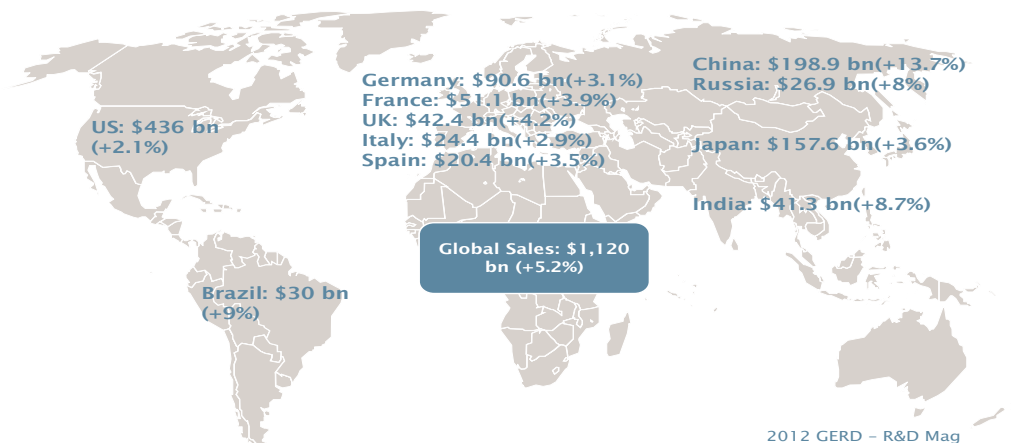 Germany: $90.6 bn(+3.1%)
France: $51.1 bn(+3.9%)
UK: $42.4 bn(+4.2%)
Italy: $24.4 bn(+2.9%)
Spain: $20.4 bn(+3.5%)
China: $198.9 bn(+13.7%)
Russia: $26.9 bn(+8%)
US: $436 bn
(+2.1%)
Japan: $157.6 bn(+3.6%)
India: $41.3 bn(+8.7%)
Global Sales: $1,120
bn (+5.2%)
Brazil: $30 bn
(+9%)
2012 GERD – R&D Mag